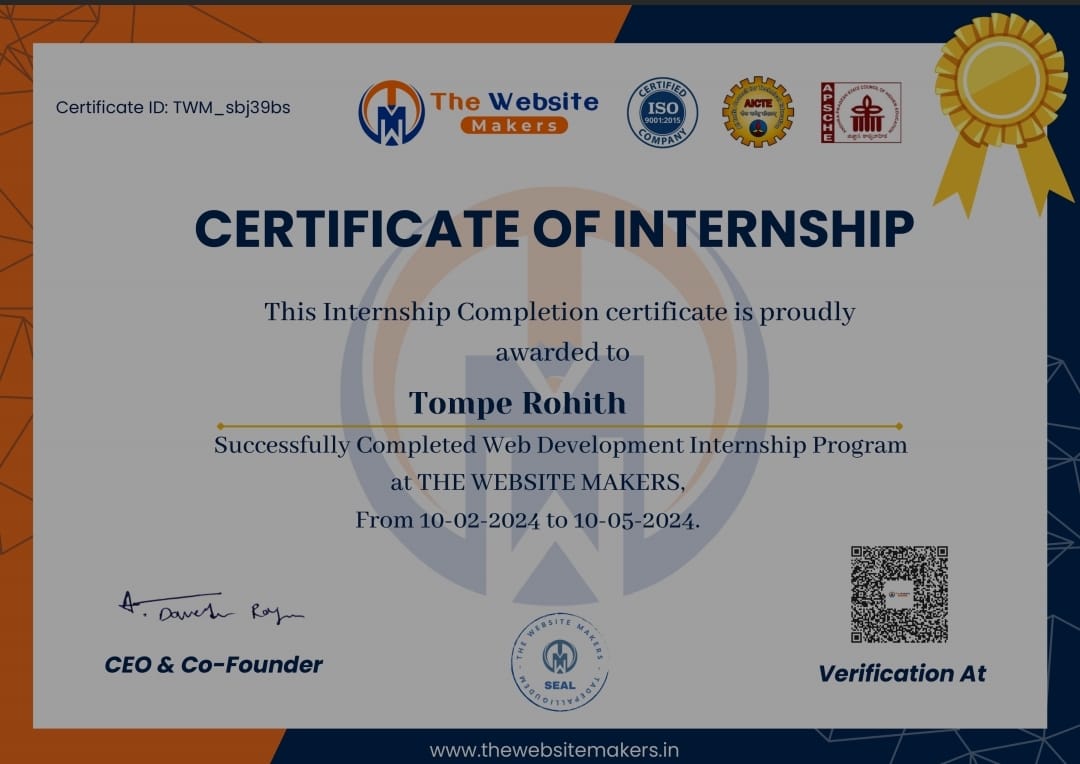 Certificate ID: TWM_sbj39bs
The Website
Makers
CERTIFIED
ISO
9001:2015
COMPANY
AICTE
APSCHE
CERTIFICATE OF INTERNSHIP
This Internship Completion certificate is proudly
awarded to
Tompe Rohith
Successfully Completed Web Development Internship Program
at THE WEBSITE MAKERS,
From 10-02-2024 to 10-05-2024.
CEO & Co-Founder
THE WEBSITE MAKERS
SEAL
TADEPALLIGUDEM
Verification At
www.thewebsitemakers.in